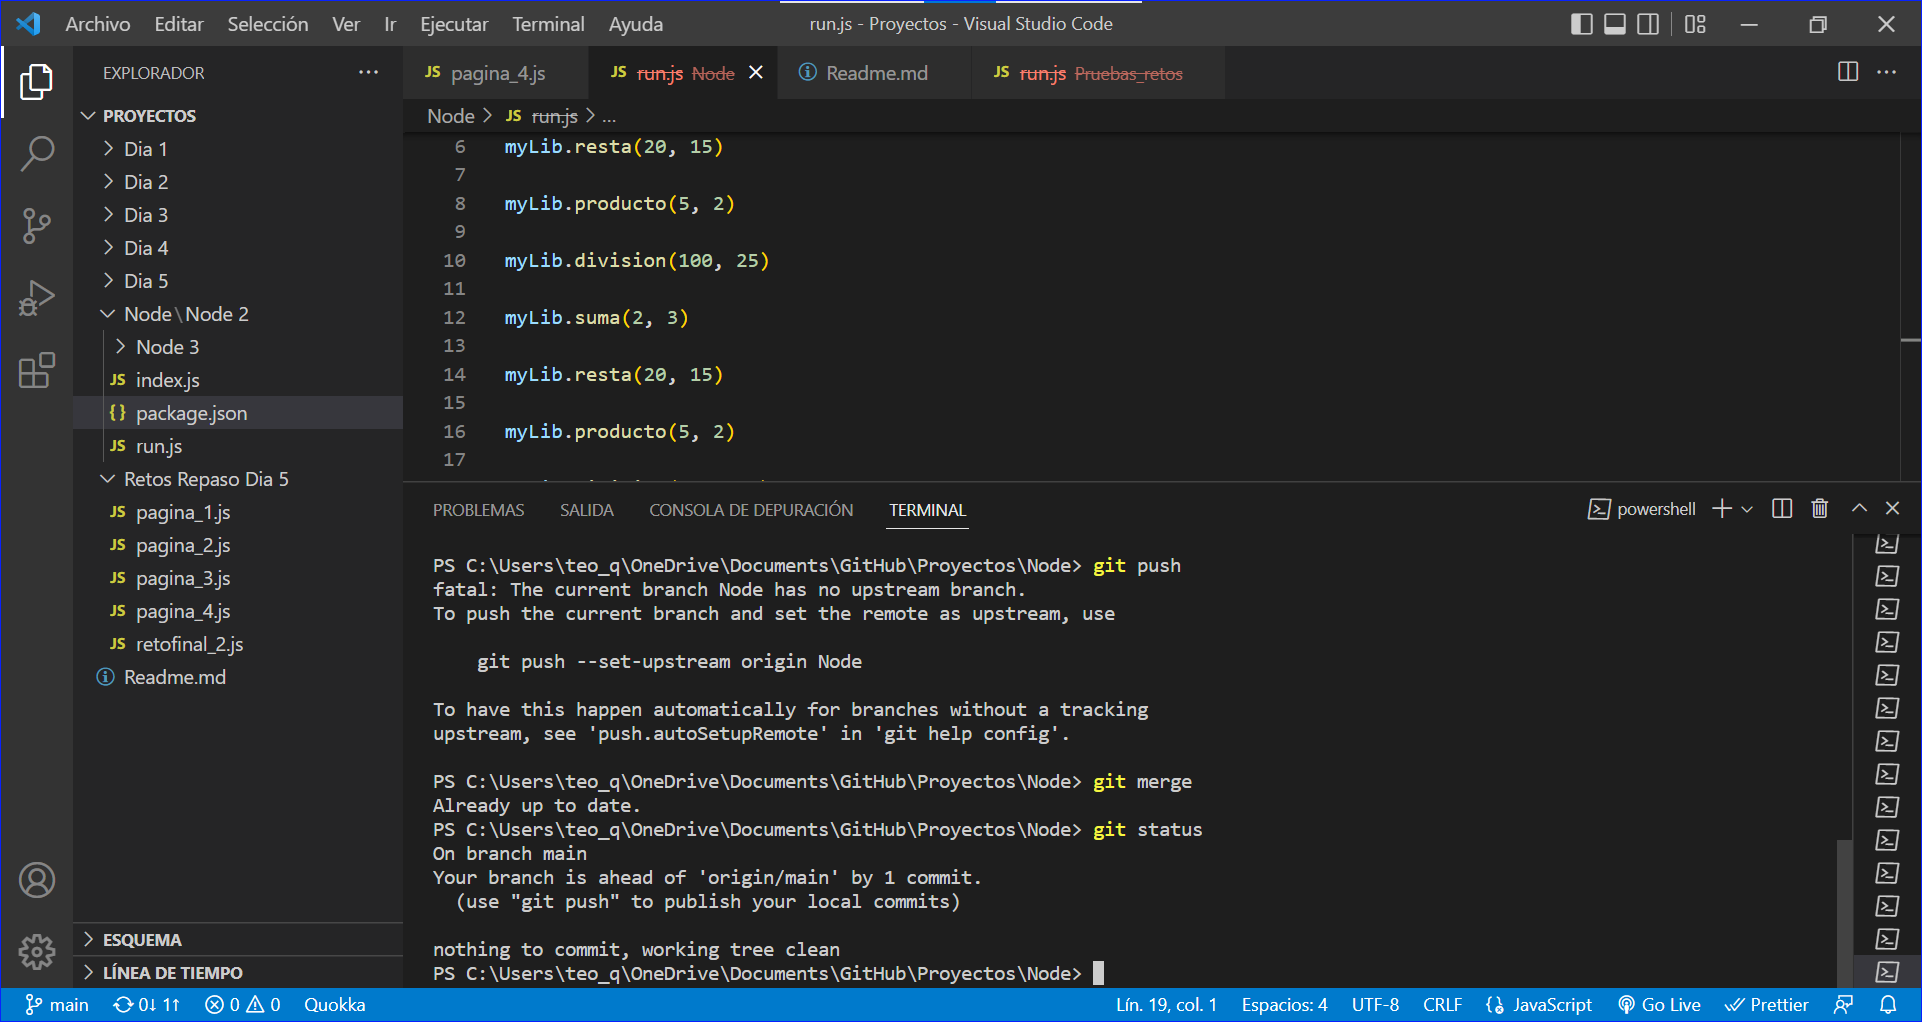 Archivo Editar Selección Ver Ir Ejecutar Terminal Ayuda run.js - Proyectos - Visual Studio Code
EXPLORADOR
PROYECTOS
Dia 1
Dia 2
Dia 3
Dia 4
Dia 5
Node\Node 2
Node 3
JS index.js
{} package.json
JS run.js
Retos Repaso Dia 5
JS pagina_1.js
JS pagina_2.js
JS pagina_3.js
JS pagina_4.js
JS retofinal_2.js
Readme.md
ESQUEMA
LÍNEA DE TIEMPO
JS pagina_4.js JS run.js Node Readme.md JS run.js Pruebas_retos
Node > JS run.js > ...
6 myLib.resta(20, 15)
7
8 myLib.producto(5, 2)
9
10 myLib.division(100, 25)
11
12 myLib.suma(2, 3)
13
14 myLib.resta(20, 15)
15
16 myLib.producto(5, 2)
17
PROBLEMAS SALIDA CONSOLA DE DEPURACIÓN TERMINAL powershell
PS C:\Users\teo_q\OneDrive\Documents\GitHub\Proyectos\Node> git push
fatal: The current branch Node has no upstream branch.
To push the current branch and set the remote as upstream, use
git push --set-upstream origin Node
To have this happen automatically for branches without a tracking
upstream, see 'push.autoSetupRemote' in 'git help config'.
PS C:\Users\teo_q\OneDrive\Documents\GitHub\Proyectos\Node> git merge
Already up to date.
PS C:\Users\teo_q\OneDrive\Documents\GitHub\Proyectos\Node> git status
On branch main
Your branch is ahead of 'origin/main' by 1 commit.
(use "git push" to publish your local commits)
nothing to commit, working tree clean
PS C:\Users\teo_q\OneDrive\Documents\GitHub\Proyectos\Node>
main 0↓ 1↑ 0 0 Quokka Lín. 19, col. 1 Espacios: 4 UTF-8 CRLF JavaScript Go Live Prettier